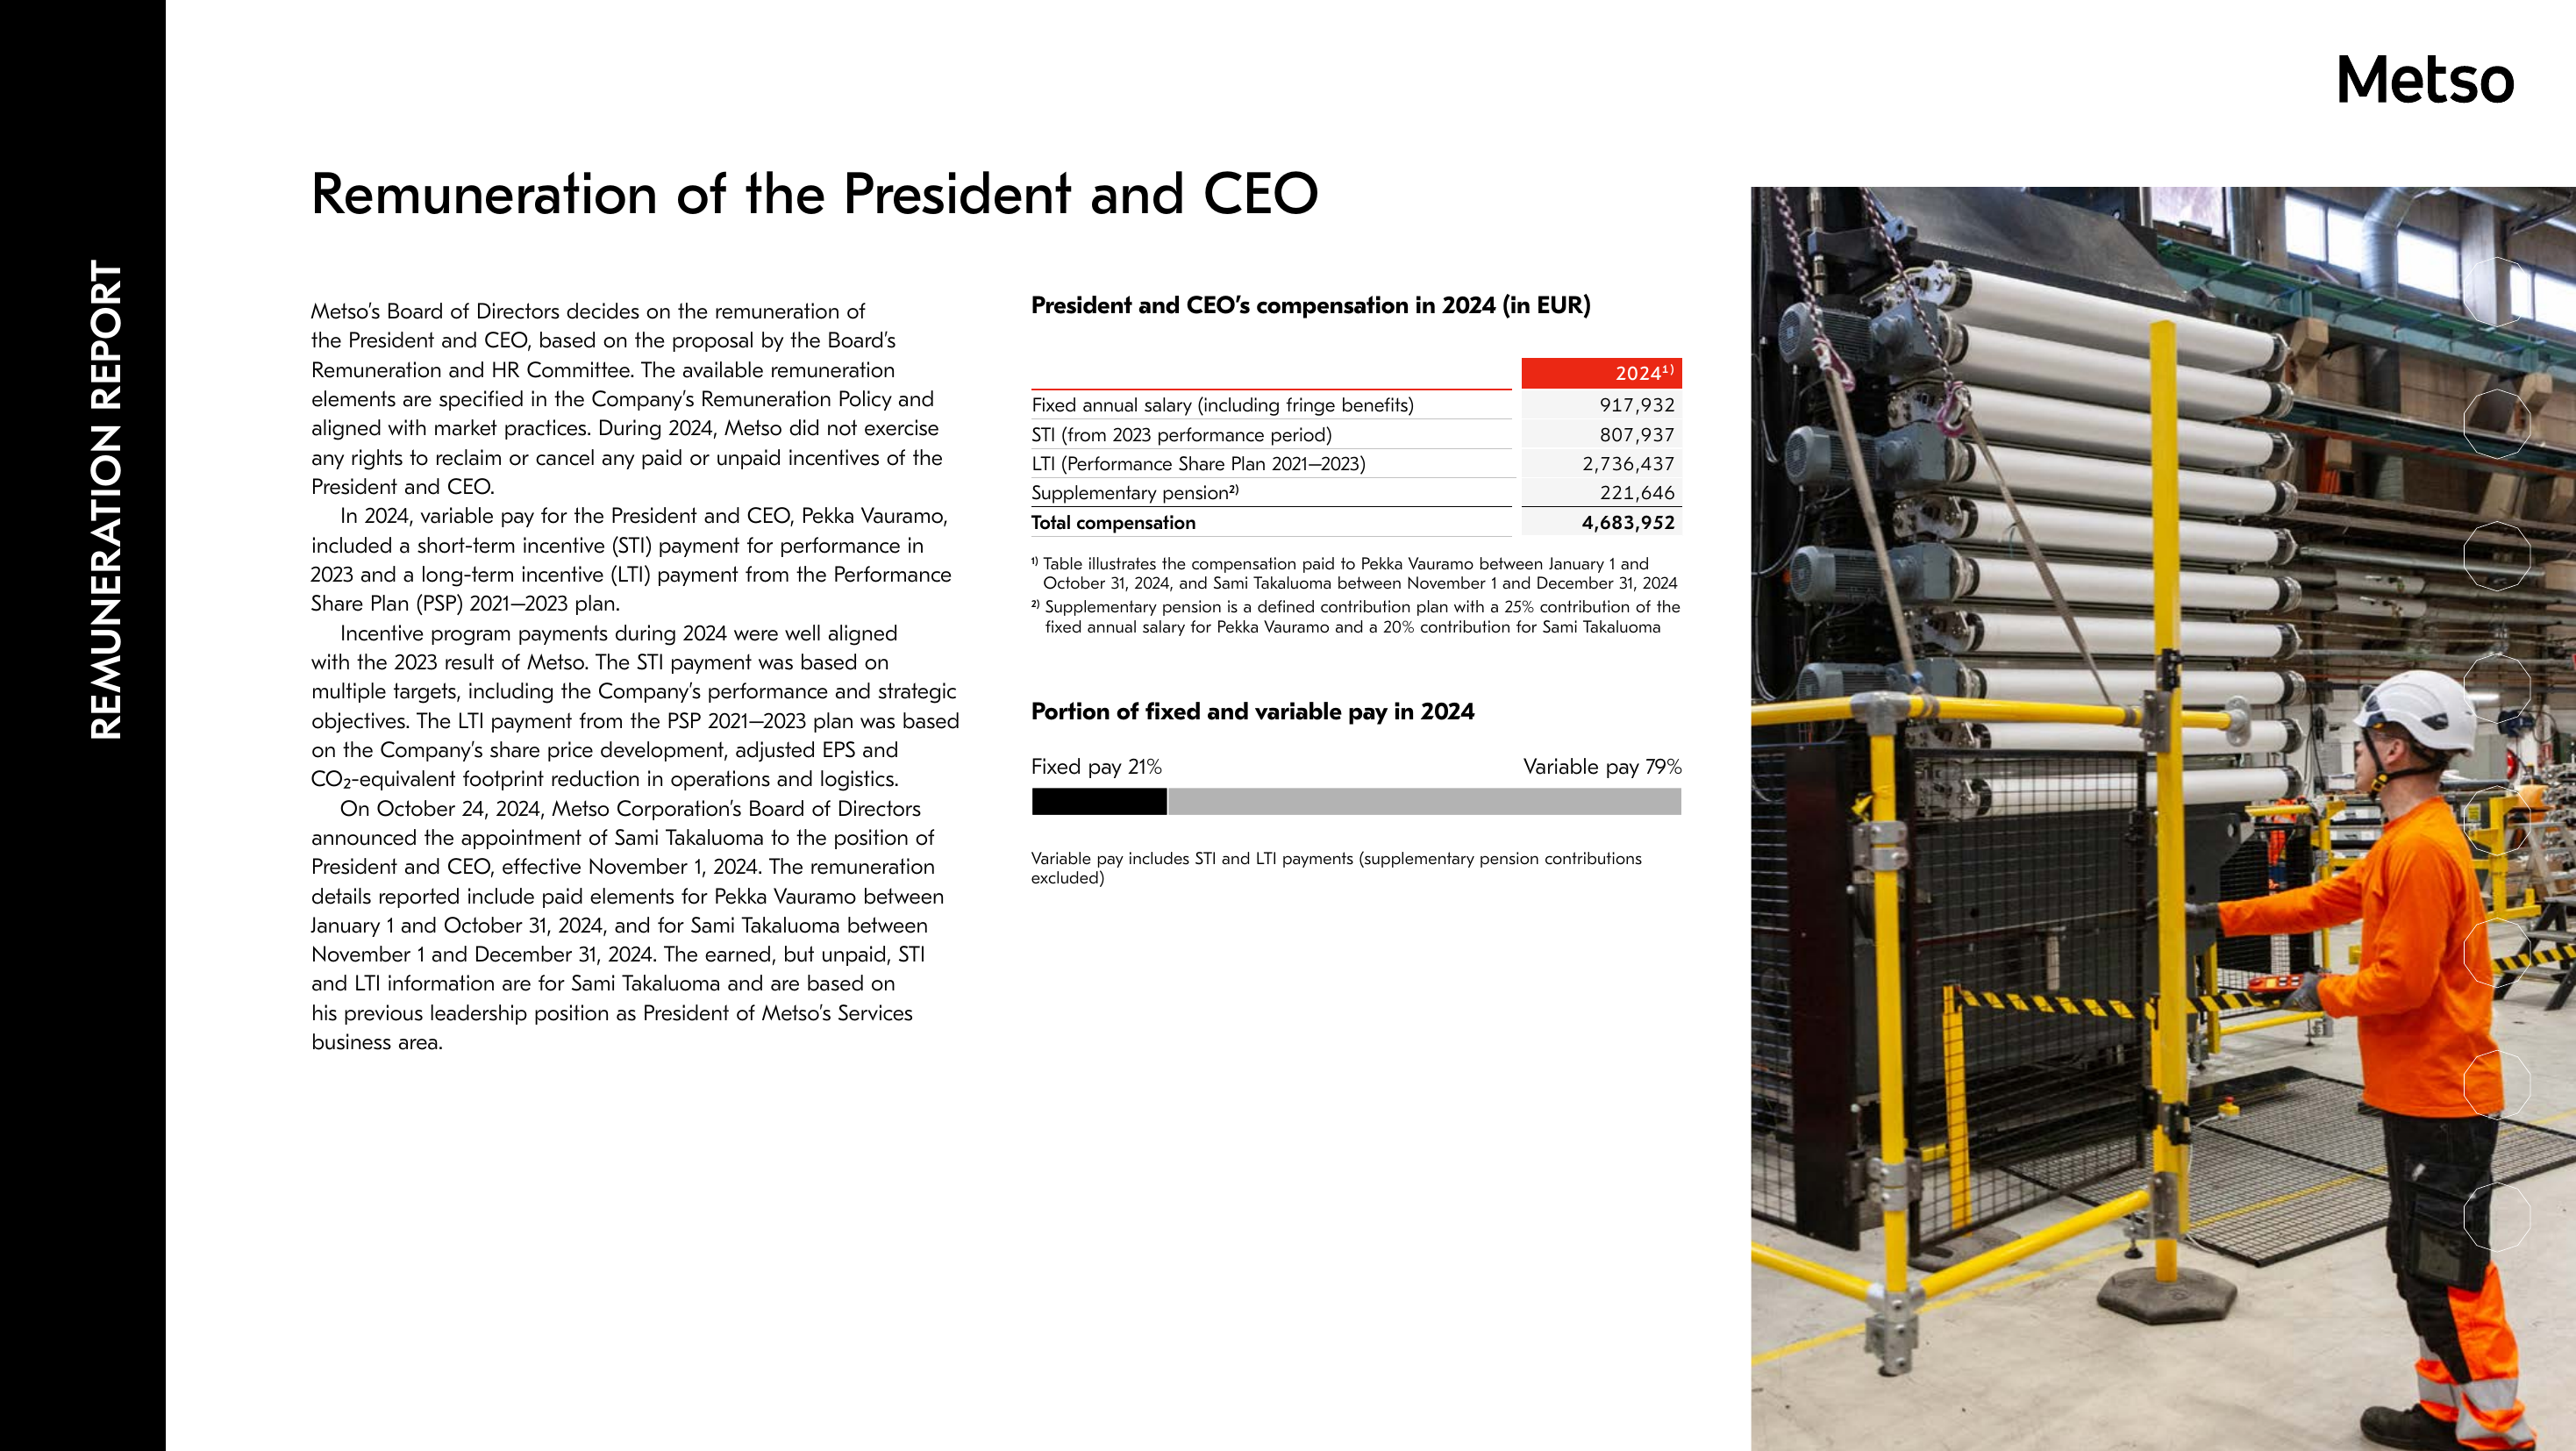 Metso
REMUNERATION REPORT
Remuneration of the President and CEO
Metso’s Board of Directors decides on the remuneration of
the President and CEO, based on the proposal by the Board’s
Remuneration and HR Committee. The available remuneration
elements are specified in the Company’s Remuneration Policy and
aligned with market practices. During 2024, Metso did not exercise
any rights to reclaim or cancel any paid or unpaid incentives of the
President and CEO.
In 2024, variable pay for the President and CEO, Pekka Vauramo,
included a short-term incentive (STI) payment for performance in
2023 and a long-term incentive (LTI) payment from the Performance
Share Plan (PSP) 2021–2023 plan.
Incentive program payments during 2024 were well aligned
with the 2023 result of Metso. The STI payment was based on
multiple targets, including the Company’s performance and strategic
objectives. The LTI payment from the PSP 2021–2023 plan was based
on the Company’s share price development, adjusted EPS and
CO₂-equivalent footprint reduction in operations and logistics.
On October 24, 2024, Metso Corporation’s Board of Directors
announced the appointment of Sami Takaluoma to the position of
President and CEO, effective November 1, 2024. The remuneration
details reported include paid elements for Pekka Vauramo between
January 1 and October 31, 2024, and for Sami Takaluoma between
November 1 and December 31, 2024. The earned, but unpaid, STI
and LTI information are for Sami Takaluoma and are based on
his previous leadership position as President of Metso’s Services
business area.
President and CEO’s compensation in 2024 (in EUR)
2024¹⁾
Fixed annual salary (including fringe benefits) 917,932
STI (from 2023 performance period) 807,937
LTI (Performance Share Plan 2021–2023) 2,736,437
Supplementary pension²⁾ 221,646
Total compensation 4,683,952
¹⁾ Table illustrates the compensation paid to Pekka Vauramo between January 1 and
October 31, 2024, and Sami Takaluoma between November 1 and December 31, 2024
²⁾ Supplementary pension is a defined contribution plan with a 25% contribution of the
fixed annual salary for Pekka Vauramo and a 20% contribution for Sami Takaluoma
Portion of fixed and variable pay in 2024
Fixed pay 21% Variable pay 79%
Variable pay includes STI and LTI payments (supplementary pension contributions
excluded)